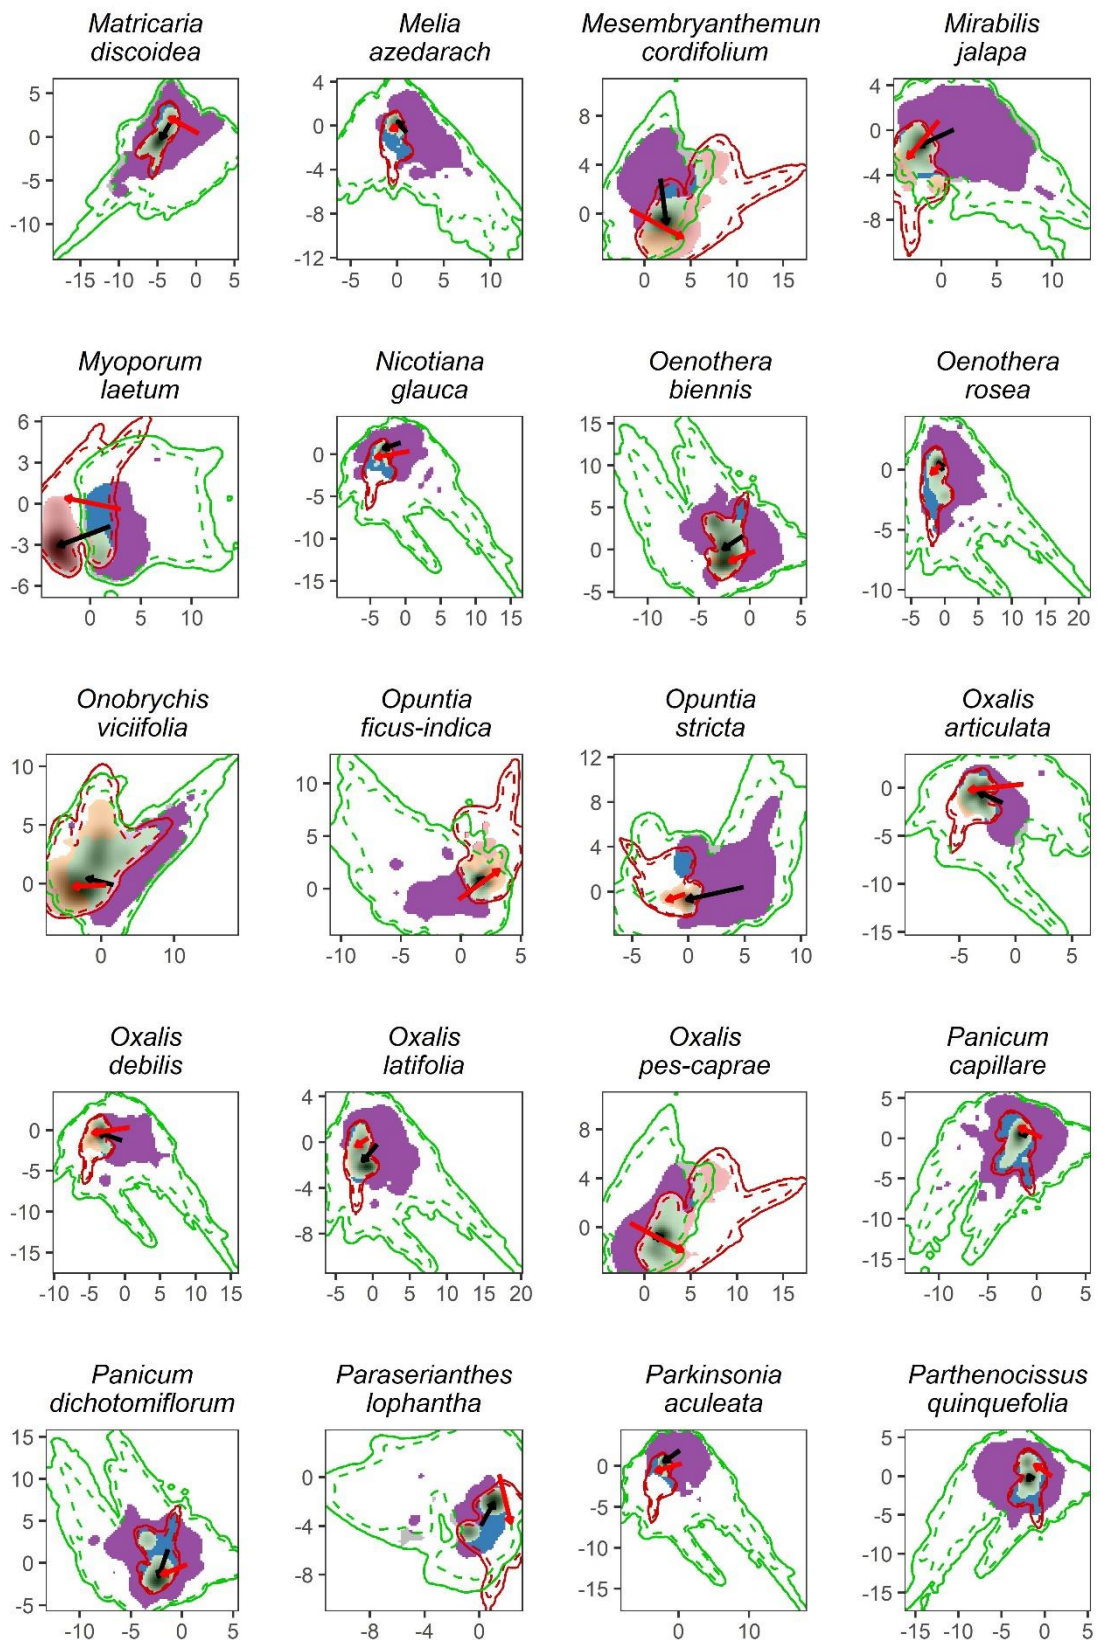 Matricaria
discoidea
5
0
-5
-10
-15 -10 -5 0 5
Melia
azedarach
4
0
-4
-8
-12
-5 0 5 10
Mesembryanthemun
cordifolium
8
4
0
0 5 10 15
Mirabilis
jalapa
4
0
-4
-8
0 5 10
Myoporum
laetum
6
3
0
-3
-6
0 5 10
Nicotiana
glauca
0
-5
-10
-15
-5 0 5 10 15
Oenothera
biennis
15
10
5
0
-5
-10 -5 0 5
Oenothera
rosea
0
-5
-10
-5 0 5 10 15 20
Onobrychis
viciifolia
10
5
0
0 10
Opuntia
ficus-indica
10
5
0
-10 -5 0 5
Opuntia
stricta
12
8
4
0
-5 0 5 10
Oxalis
articulata
0
-5
-10
-15
-5 0 5
Oxalis
debilis
0
-5
-10
-15
-10 -5 0 5 10 15
Oxalis
latifolia
4
0
-4
-8
-5 0 5 10 15 20
Oxalis
pes-caprae
8
4
0
0 5 10 15
Panicum
capillare
5
0
-5
-10
-15
-10 -5 0 5
Panicum
dichotomiflorum
15
10
5
0
-5
-10 -5 0 5
Paraserianthes
lophantha
0
-4
-8
-8 -4 0
Parkinsonia
aculeata
0
-5
-10
-15
0 10
Parthenocissus
quinquefolia
5
0
-5
-10
-15
-15 -10 -5 0 5